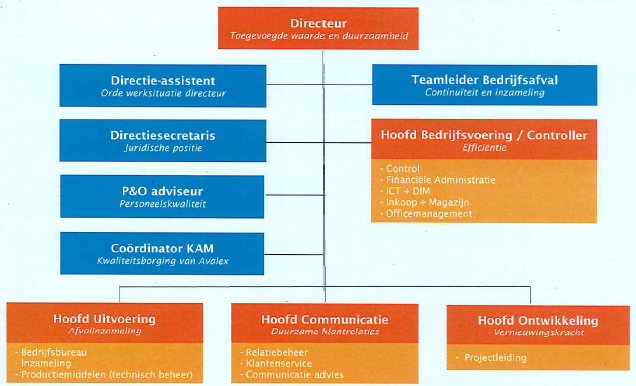 Directeur
Toegevoegde waarde en duurzaamheid
Directie-assistent
Orde werksituatie directeur
Teamleider Bedrijfsafval
Continuïteit en inzameling
Directiesecretaris
Juridische positie
Hoofd Bedrijfsvoering / Controller
Efficiëntie
- Control
- Financiële Administratie
- ICT + DIM
- Inkoop + Magazijn
- Officemanagement
P&O adviseur
Personeelskwaliteit
Coördinator KAM
Kwaliteitsborging van Avalex
Hoofd Uitvoering
Afvalinzameling
- Bedrijfsbureau
- Inzameling
- Productiemiddelen (technisch beheer)
Hoofd Communicatie
Duurzame klantrelaties
- Relatiebeheer
- Klantenservice
- Communicatie advies
Hoofd Ontwikkeling
Vernieuwingskracht
- Projectleiding